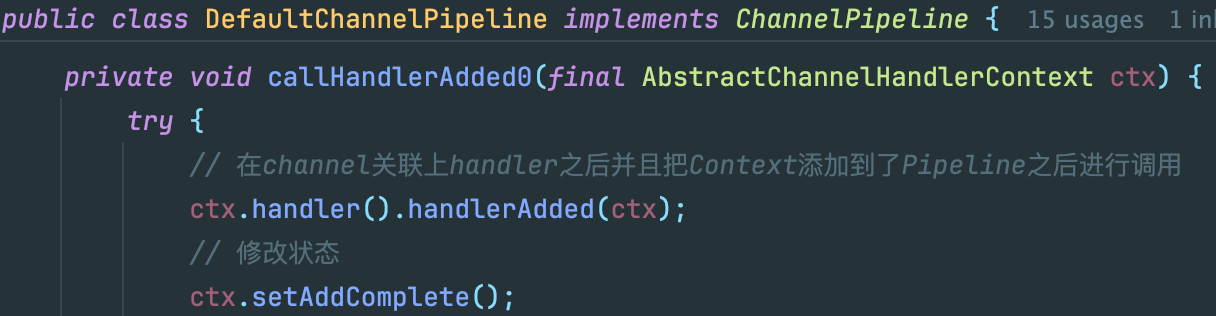 public class DefaultChannelPipeline implements ChannelPipeline { 15 usages 1 inl
private void callHandlerAdded0(final AbstractChannelHandlerContext ctx) {
try {
// 在channel关联上handler之后并且把Context添加到了Pipeline之后进行调用
ctx.handler().handlerAdded(ctx);
// 修改状态
ctx.setAddComplete();